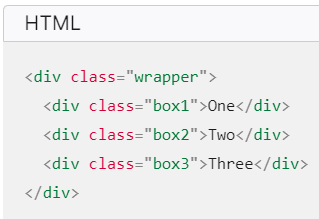 HTML
<div class="wrapper">
  <div class="box1">One</div>
  <div class="box2">Two</div>
  <div class="box3">Three</div>
</div>